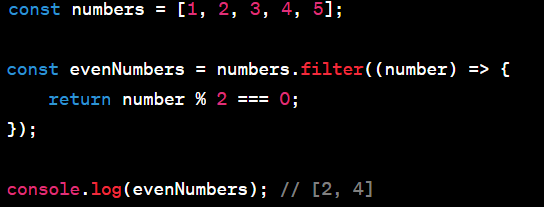 const numbers = [1, 2, 3, 4, 5];
const evenNumbers = numbers.filter((number) => {
    return number % 2 === 0;
});
console.log(evenNumbers); // [2, 4]